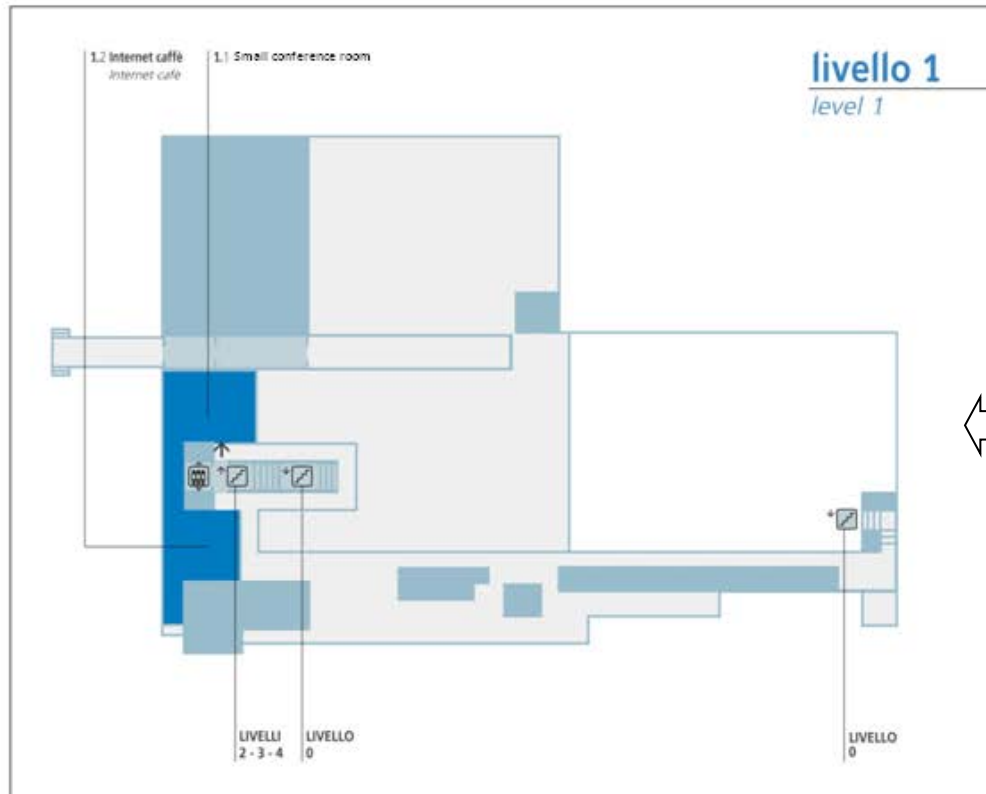 1.2 Internet caffè
Internet cafè
1.1 Small conference room
livello 1
level 1
LIVELLI
2 - 3 - 4
LIVELLO
0
LIVELLO
0